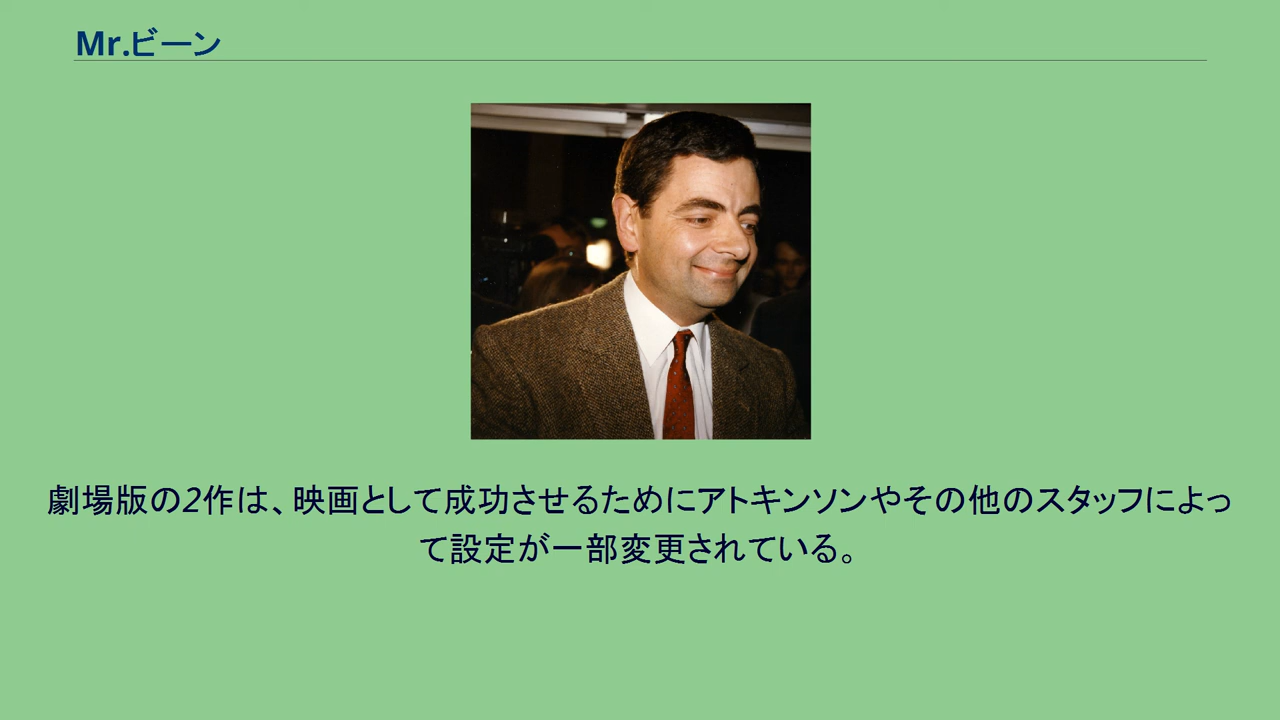 Mr.ビーン
劇場版の2作は、映画として成功させるためにアトキンソンやその他のスタッフによっ
て設定が一部変更されている。